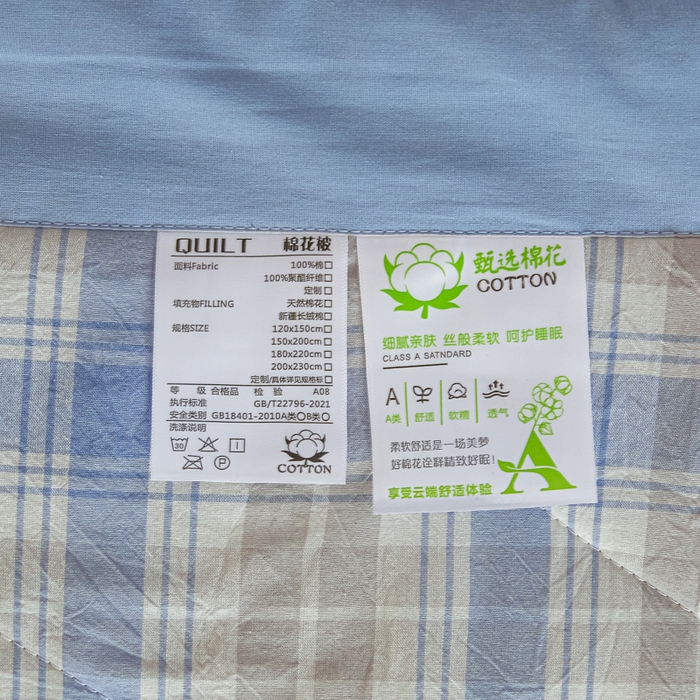 QUILT 棉花被
面料Fabric 100%棉□
100%聚酯纤维□
定制□
填充物FILLING 天然棉花□
新疆长绒棉□
规格SIZE 120x150cm□
150x200cm□
180x220cm□
200x230cm□
定制/具体详见规格标□
等 级 合格品 检 验 A08
执行标准 GB/T22796-2021
安全类别 GB18401-2010A类○B类○
洗涤说明
30 P
COTTON
甄选棉花
COTTON
细腻亲肤 丝般柔软 呵护睡眠
CLASS A SATNDARD
A
A类 舒适 软糯 透气
柔软舒适是一场美梦
好棉花诠释精致好眠!
A
享受云端舒适体验